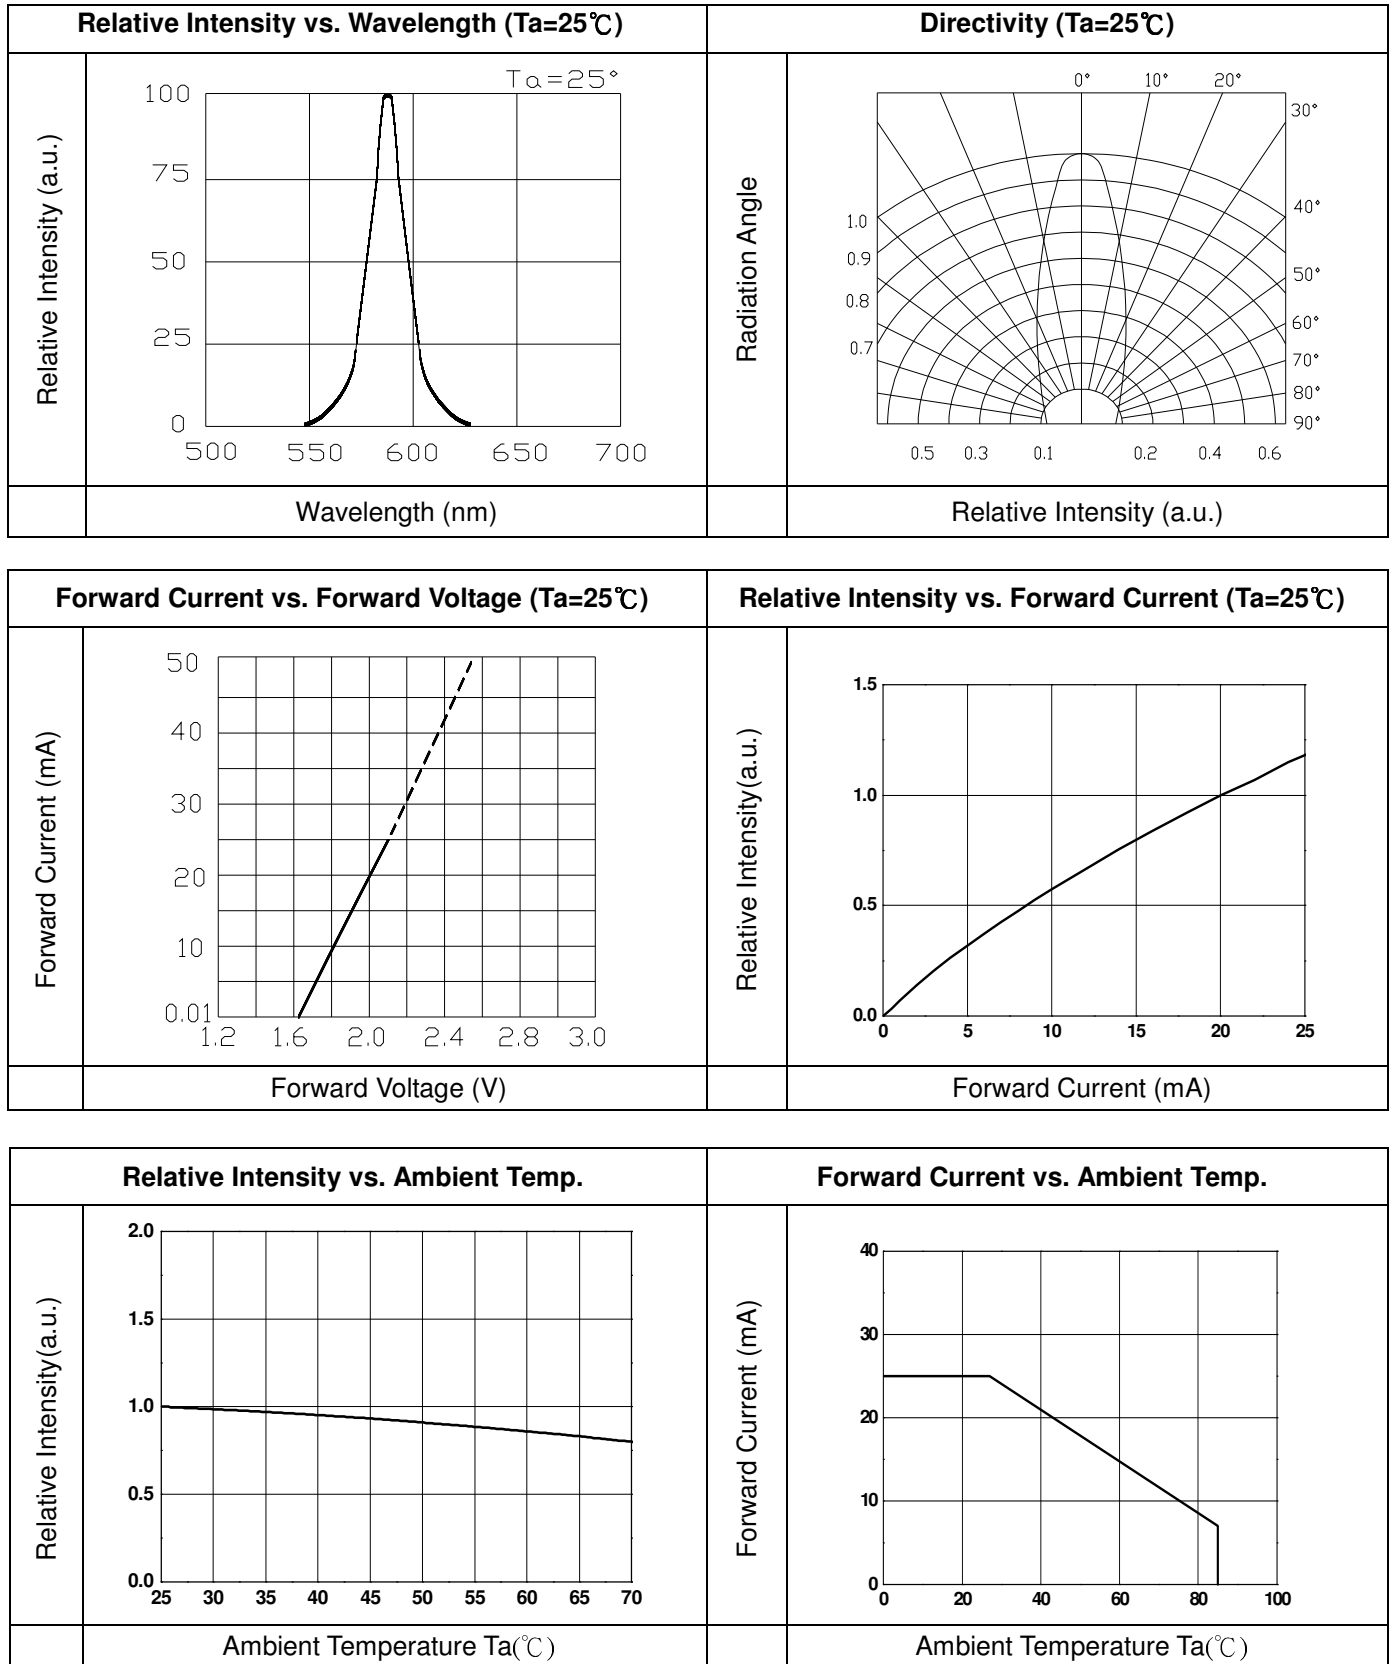 Relative Intensity vs. Wavelength (Ta=25℃)
Directivity (Ta=25℃)
Relative Intensity (a.u.)
Ta=25°
100
75
50
25
0
500 550 600 650 700
Wavelength (nm)
Radiation Angle
0° 10° 20°
30°
40°
50°
60°
70°
80°
90°
1.0
0.9
0.8
0.7
0.5 0.3 0.1 0.2 0.4 0.6
Relative Intensity (a.u.)
Forward Current vs. Forward Voltage (Ta=25℃)
Relative Intensity vs. Forward Current (Ta=25℃)
Forward Current (mA)
50
40
30
20
10
0.01
1.2 1.6 2.0 2.4 2.8 3.0
Forward Voltage (V)
Relative Intensity(a.u.)
1.5
1.0
0.5
0.0
0 5 10 15 20 25
Forward Current (mA)
Relative Intensity vs. Ambient Temp.
Forward Current vs. Ambient Temp.
Relative Intensity(a.u.)
2.0
1.5
1.0
0.5
0.0
25 30 35 40 45 50 55 60 65 70
Ambient Temperature Ta(℃)
Forward Current (mA)
40
30
20
10
0
0 20 40 60 80 100
Ambient Temperature Ta(℃)